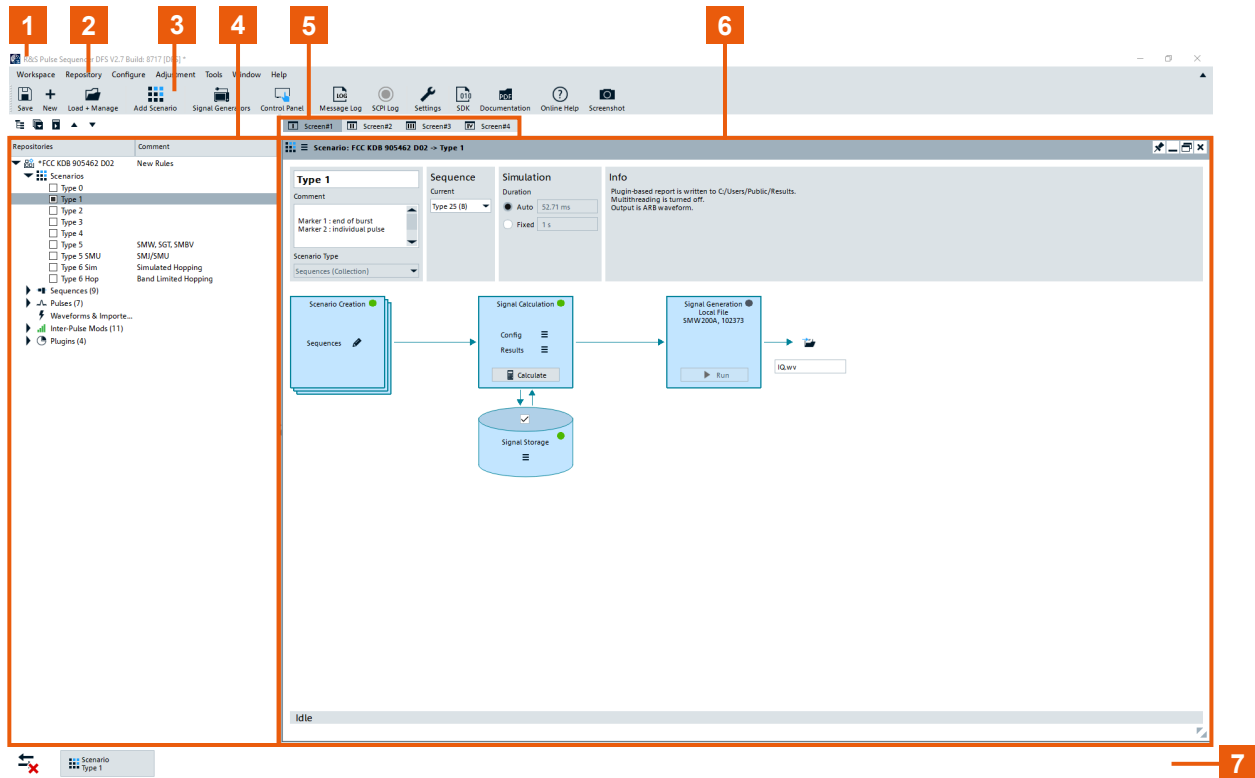 1 2 3 4 5 6
R&S Pulse Sequencer DFS V2.7 Build: 8717 [DFS] *
Workspace Repository Configure Adjustment Tools Window Help
Save New Load + Manage Add Scenario Signal Generators Control Panel Message Log SCPI Log Settings SDK Documentation Online Help Screenshot
LOG 010 PDF ?
I Screen#1 II Screen#2 III Screen#3 IV Screen#4
Repositories Comment
*FCC KDB 905462 D02 New Rules
Scenarios
Type 0
Type 1
Type 2
Type 3
Type 4
Type 5 SMW, SGT, SMBV
Type 5 SMU SMJ/SMU
Type 6 Sim Simulated Hopping
Type 6 Hop Band Limited Hopping
Sequences (9)
Pulses (7)
Waveforms & Importe...
Inter-Pulse Mods (11)
Plugins (4)
Scenario: FCC KDB 905462 D02 -> Type 1
Type 1
Comment
Marker 1 : end of burst
Marker 2 : individual pulse
Scenario Type
Sequences (Collection)
Sequence
Current
Type 25 (B)
Simulation
Duration
Auto 52.71 ms
Fixed 1 s
Info
Plugin-based report is written to C:/Users/Public/Results.
Multithreading is turned off.
Output is ARB waveform.
Scenario Creation
Sequences
Signal Calculation
Config
Results
Calculate
Signal Storage
Signal Generation
Local File
SMW200A, 102373
Run
IQ.wv
Idle
Scenario
Type 1
7